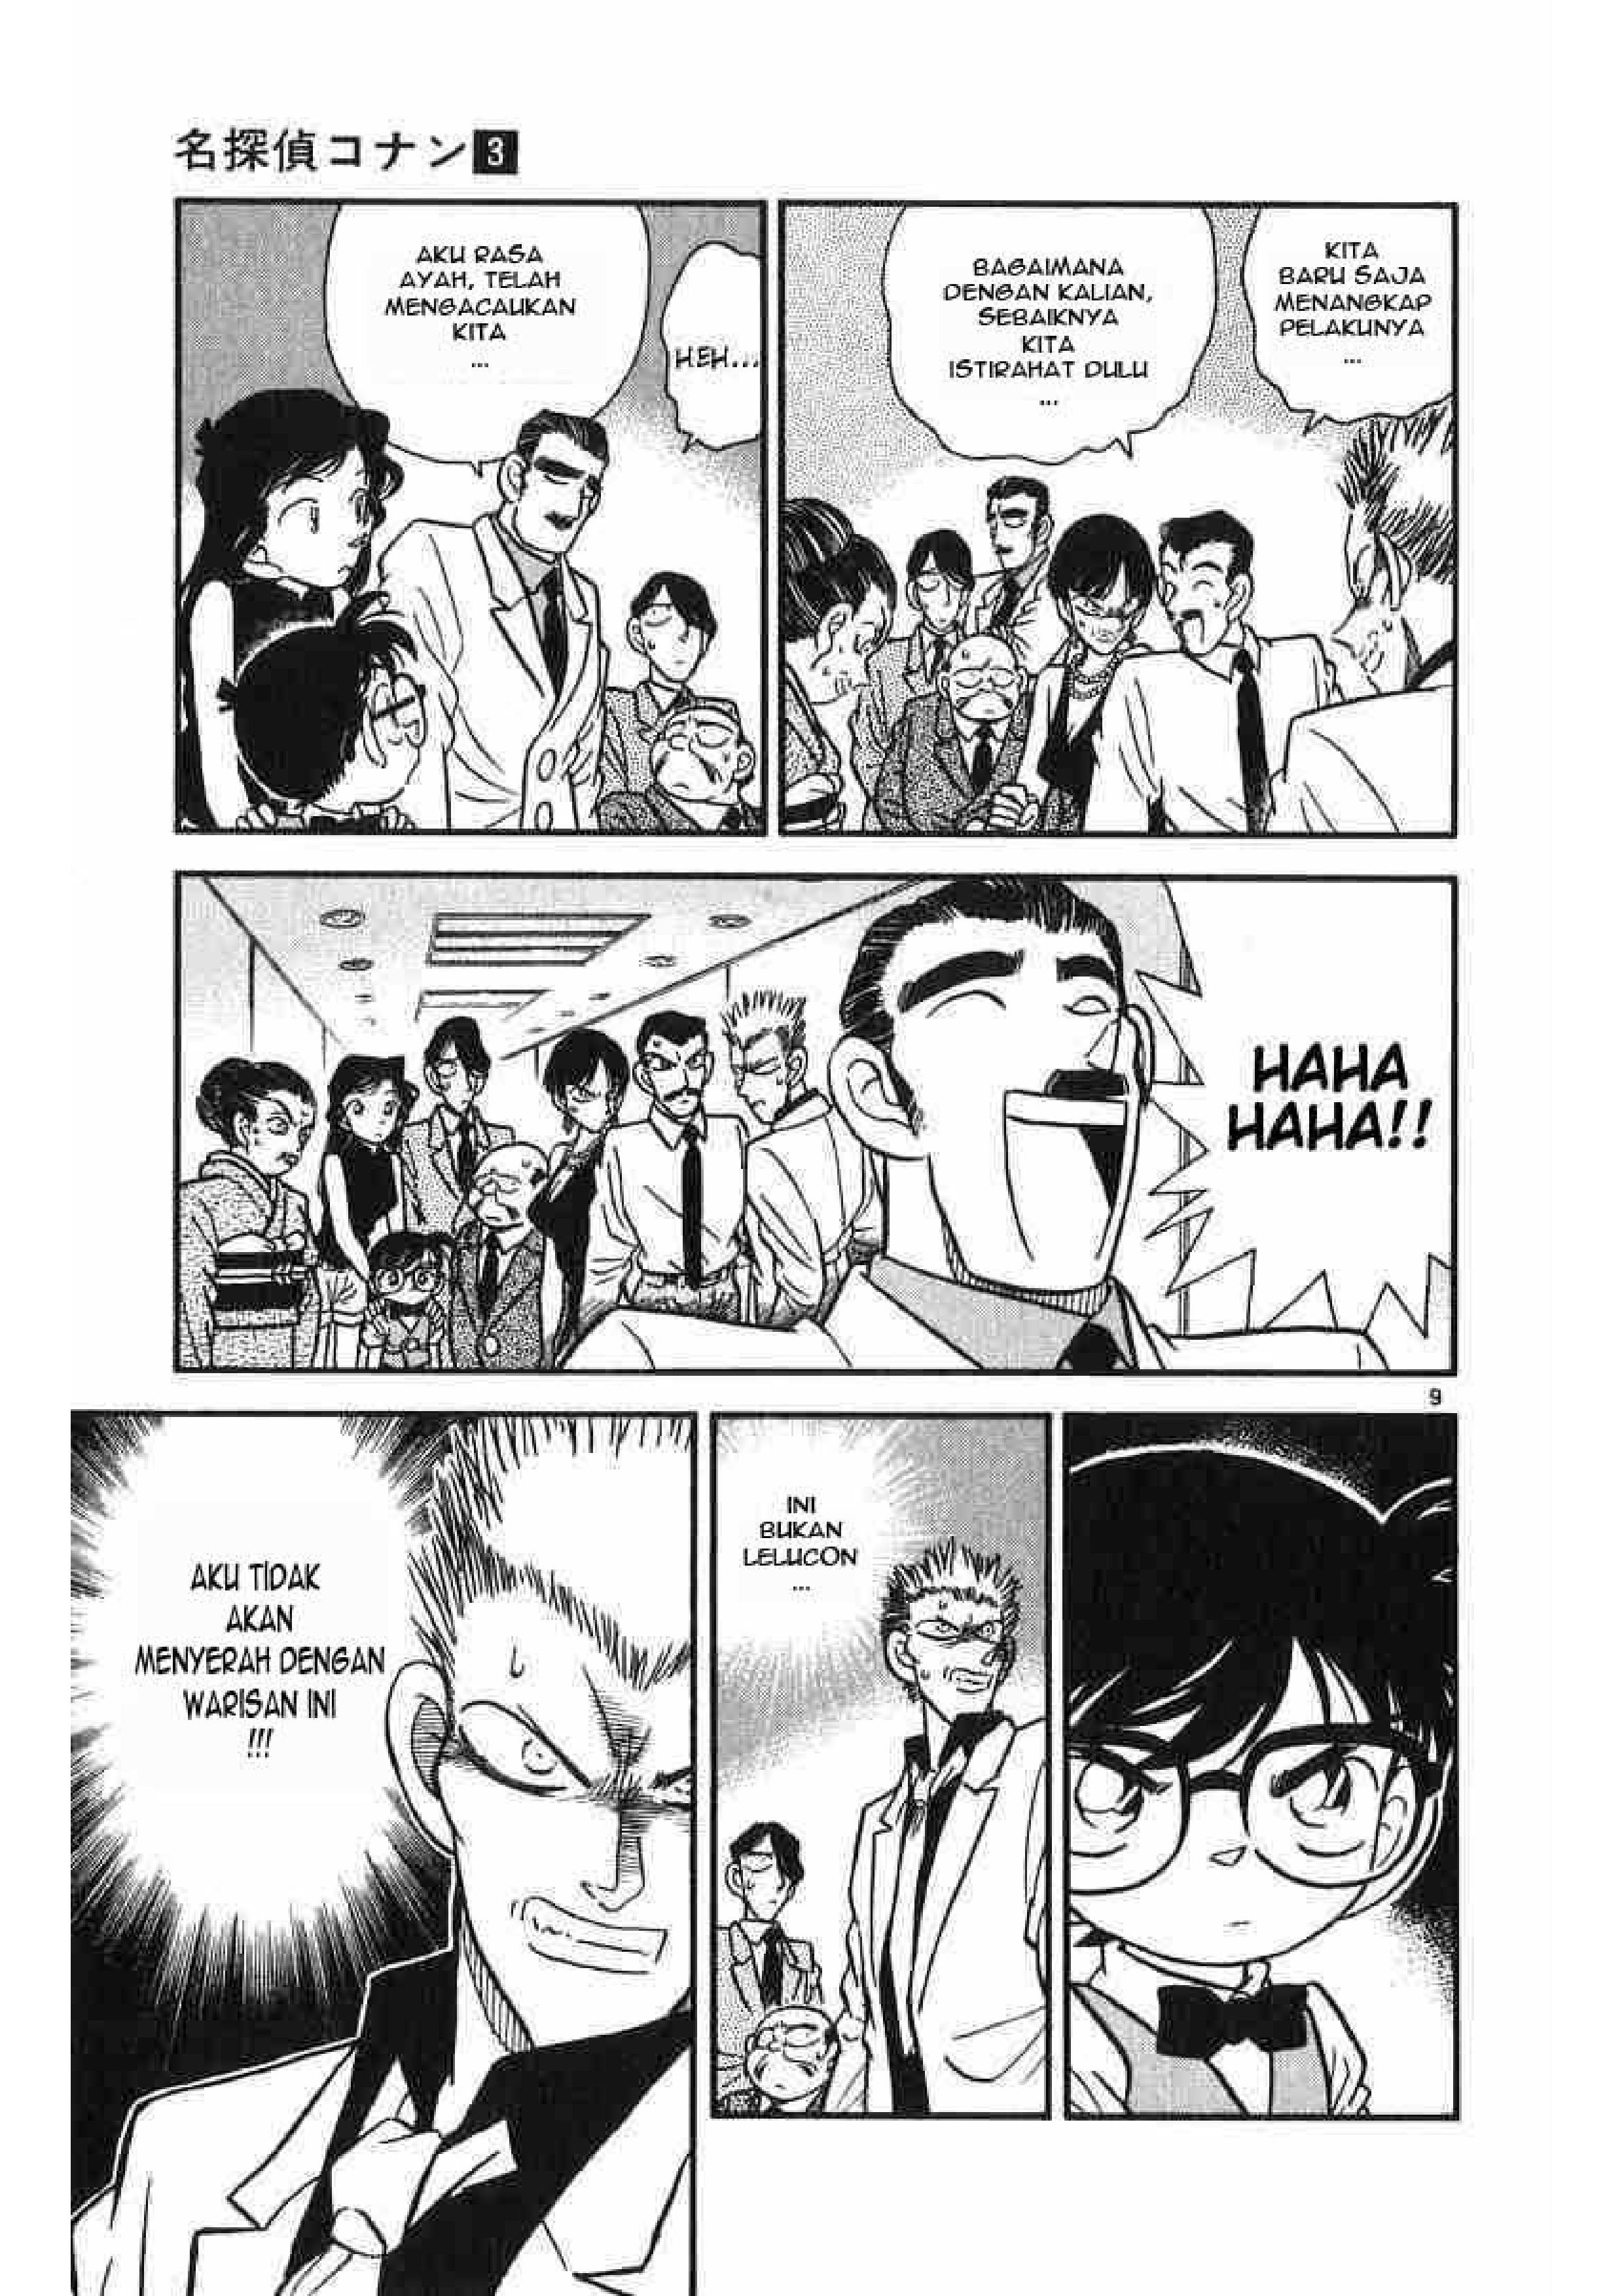 名探偵コナン3
KITA
BARU SAJA
MENANGKAP
PELAKUNYA
...
BAGAIMANA
DENGAN KALIAN,
SEBAIKNYA
KITA
ISTIRAHAT DULU
...
HEH...
AKU RASA
AYAH, TELAH
MENGACAUKAN
KITA
...
HAHA
HAHA!!
9
INI
BUKAN
LELUCON
...
AKU TIDAK
AKAN
MENYERAH DENGAN
WARISAN INI
!!!